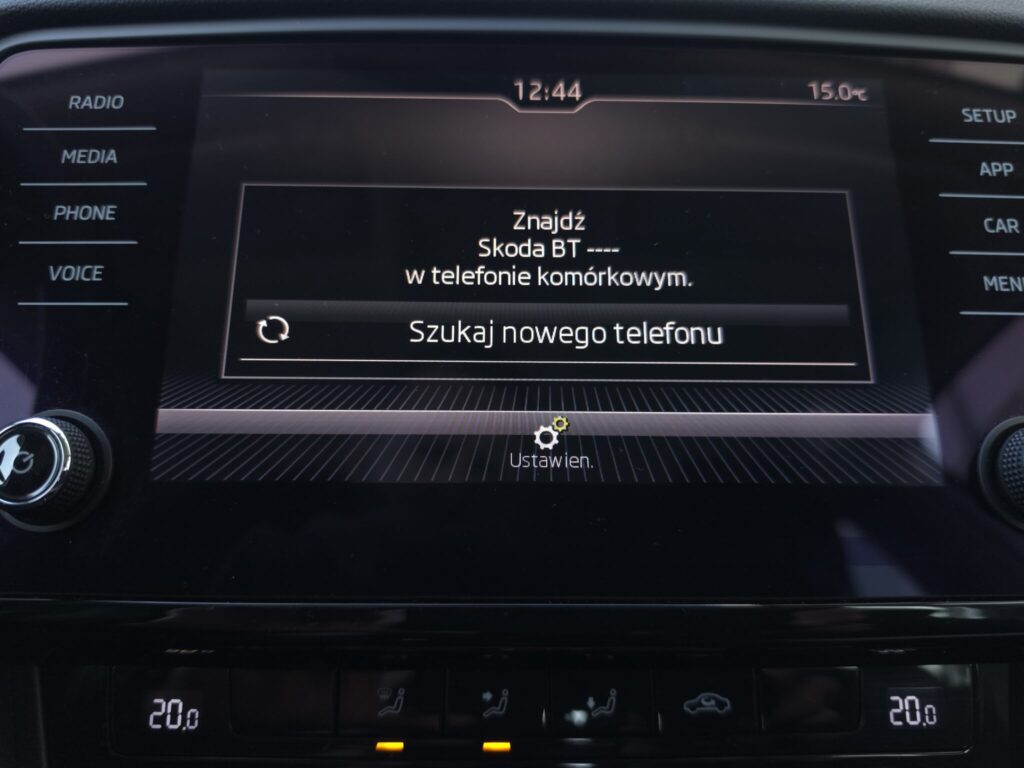 12:44
15.0°C
RADIO
MEDIA
PHONE
VOICE
SETUP
APP
CAR
MENU
Znajdź
Skoda BT ----
w telefonie komórkowym.
Szukaj nowego telefonu
Ustawien.
20.0
20.0